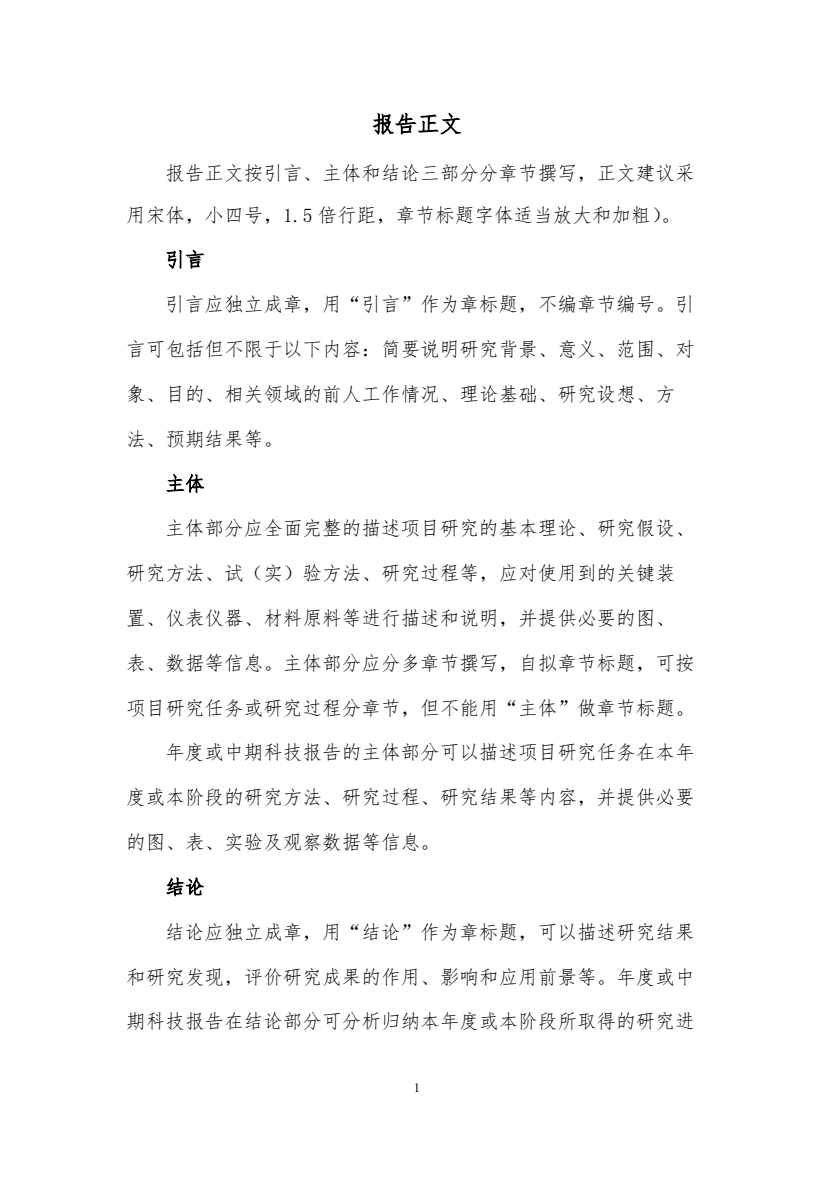 报告正文
报告正文按引言、主体和结论三部分分章节撰写，正文建议采
用宋体，小四号，1.5 倍行距，章节标题字体适当放大和加粗）。
引言
引言应独立成章，用“引言”作为章标题，不编章节编号。引
言可包括但不限于以下内容：简要说明研究背景、意义、范围、对
象、目的、相关领域的前人工作情况、理论基础、研究设想、方
法、预期结果等。
主体
主体部分应全面完整的描述项目研究的基本理论、研究假设、
研究方法、试（实）验方法、研究过程等，应对使用到的关键装
置、仪表仪器、材料原料等进行描述和说明，并提供必要的图、
表、数据等信息。主体部分应分多章节撰写，自拟章节标题，可按
项目研究任务或研究过程分章节，但不能用“主体”做章节标题。
年度或中期科技报告的主体部分可以描述项目研究任务在本年
度或本阶段的研究方法、研究过程、研究结果等内容，并提供必要
的图、表、实验及观察数据等信息。
结论
结论应独立成章，用“结论”作为章标题，可以描述研究结果
和研究发现，评价研究成果的作用、影响和应用前景等。年度或中
期科技报告在结论部分可分析归纳本年度或本阶段所取得的研究进
1